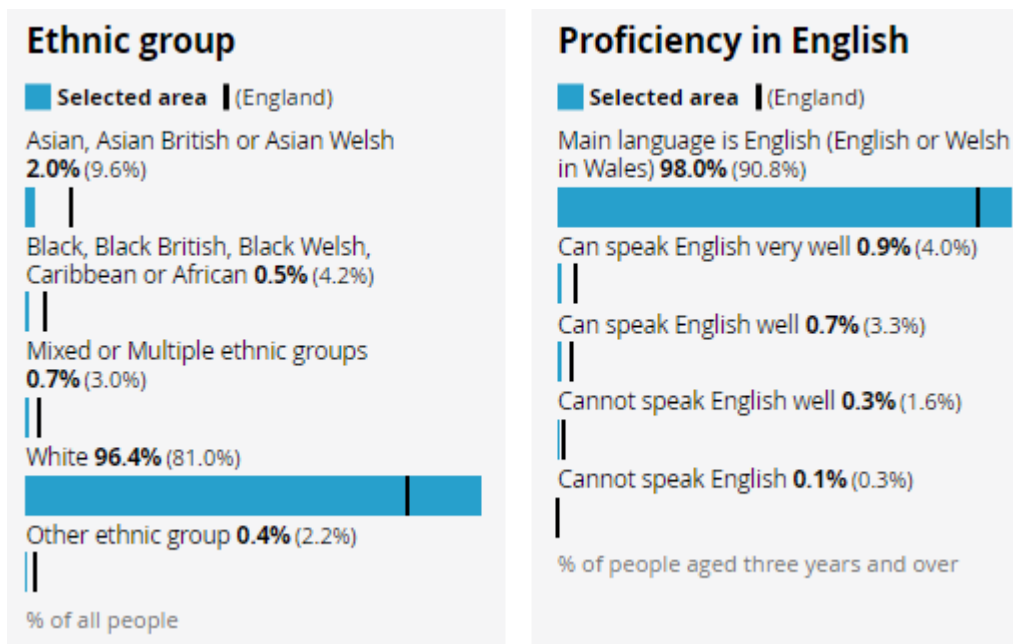 Ethnic group
Selected area (England)
Asian, Asian British or Asian Welsh
2.0% (9.6%)
Black, Black British, Black Welsh,
Caribbean or African 0.5% (4.2%)
Mixed or Multiple ethnic groups
0.7% (3.0%)
White 96.4% (81.0%)
Other ethnic group 0.4% (2.2%)
% of all people
Proficiency in English
Selected area (England)
Main language is English (English or Welsh
in Wales) 98.0% (90.8%)
Can speak English very well 0.9% (4.0%)
Can speak English well 0.7% (3.3%)
Cannot speak English well 0.3% (1.6%)
Cannot speak English 0.1% (0.3%)
% of people aged three years and over